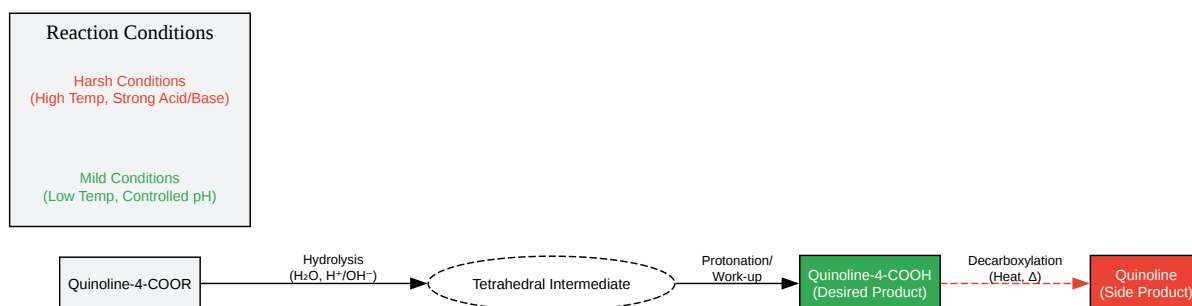 Reaction Conditions
Harsh Conditions
(High Temp, Strong Acid/Base)
Mild Conditions
(Low Temp, Controlled pH)
Quinoline-4-COOR
Hydrolysis
(H₂O, H⁺/OH⁻)
Tetrahedral Intermediate
Protonation/
Work-up
Quinoline-4-COOH
(Desired Product)
Decarboxylation
(Heat, Δ)
Quinoline
(Side Product)